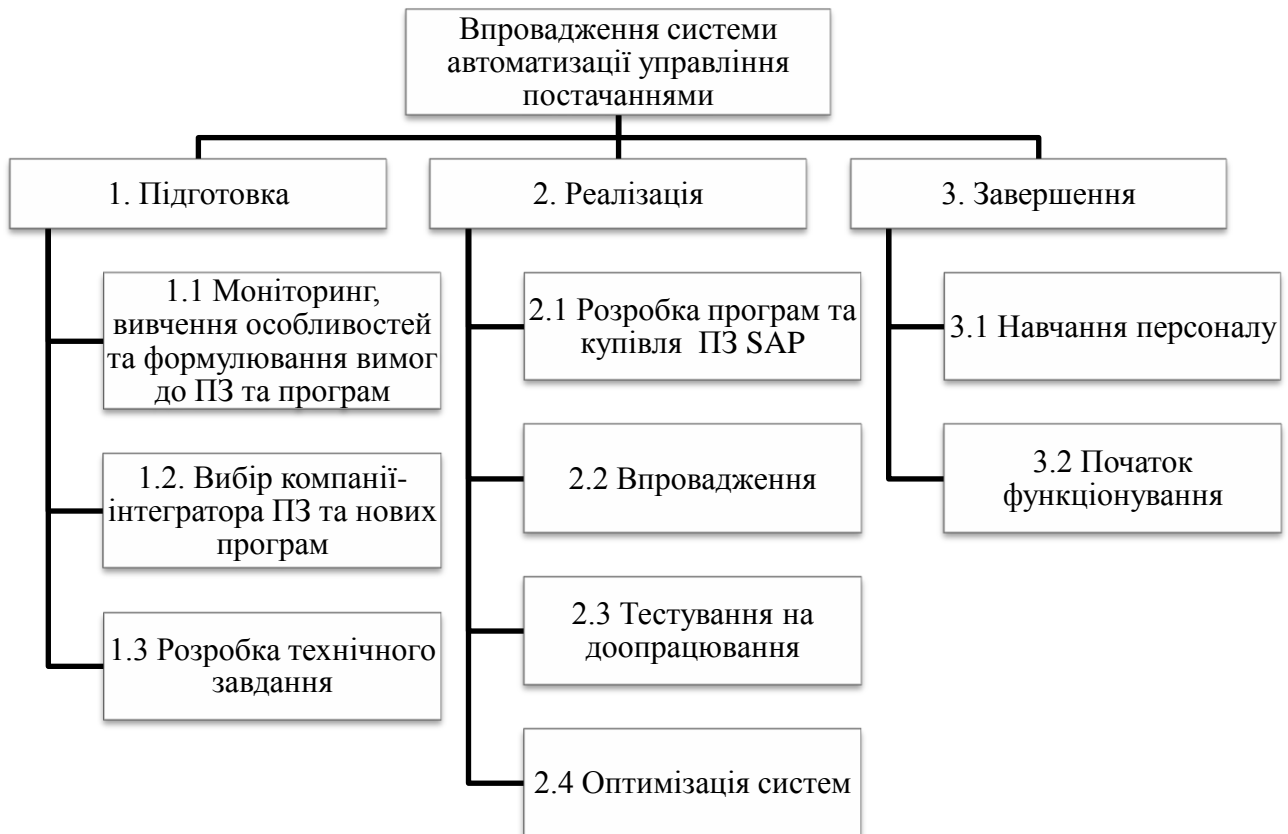 Впровадження системи
автоматизації управління
постачаннями
1. Підготовка
2. Реалізація
3. Завершення
1.1 Моніторинг,
вивчення особливостей
та формулювання вимог
до ПЗ та програм
1.2. Вибір компанії-
інтегратора ПЗ та нових
програм
1.3 Розробка технічного
завдання
2.1 Розробка програм та
купівля ПЗ SAP
2.2 Впровадження
2.3 Тестування на
доопрацювання
2.4 Оптимізація систем
3.1 Навчання персоналу
3.2 Початок
функціонування